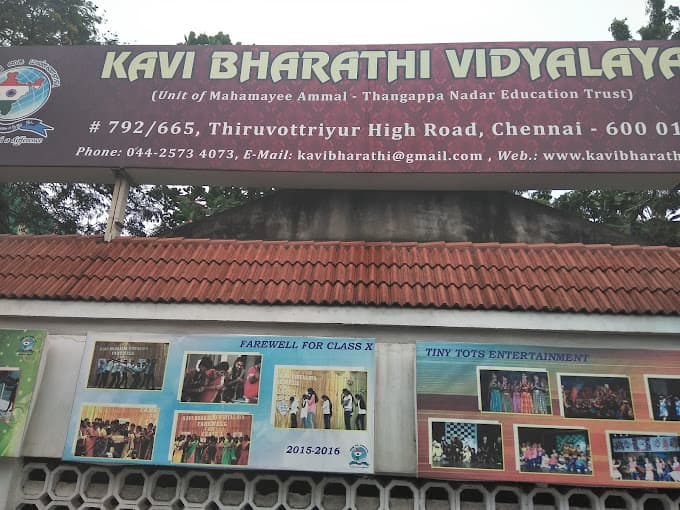 KAVI BHARATHI VIDYALAYA
(Unit of Mahamayee Ammal - Thangappa Nadar Education Trust)
# 792/665, Thiruvottriyur High Road, Chennai - 600 01
Phone: 044-2573 4073, E-Mail: kavibharathi@gmail.com , Web.: www.kavibharath
FAREWELL FOR CLASS X
2015-2016
TINY TOTS ENTERTAINMENT